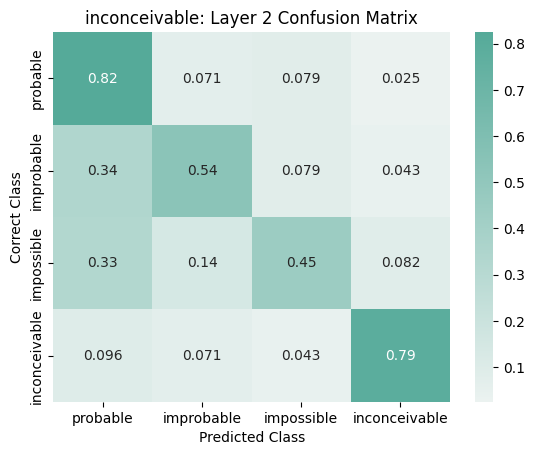 inconceivable: Layer 2 Confusion Matrix
Correct Class
probable 0.82 0.071 0.079 0.025
improbable 0.34 0.54 0.079 0.043
impossible 0.33 0.14 0.45 0.082
inconceivable 0.096 0.071 0.043 0.79
probable improbable impossible inconceivable
Predicted Class
0.8
0.7
0.6
0.5
0.4
0.3
0.2
0.1